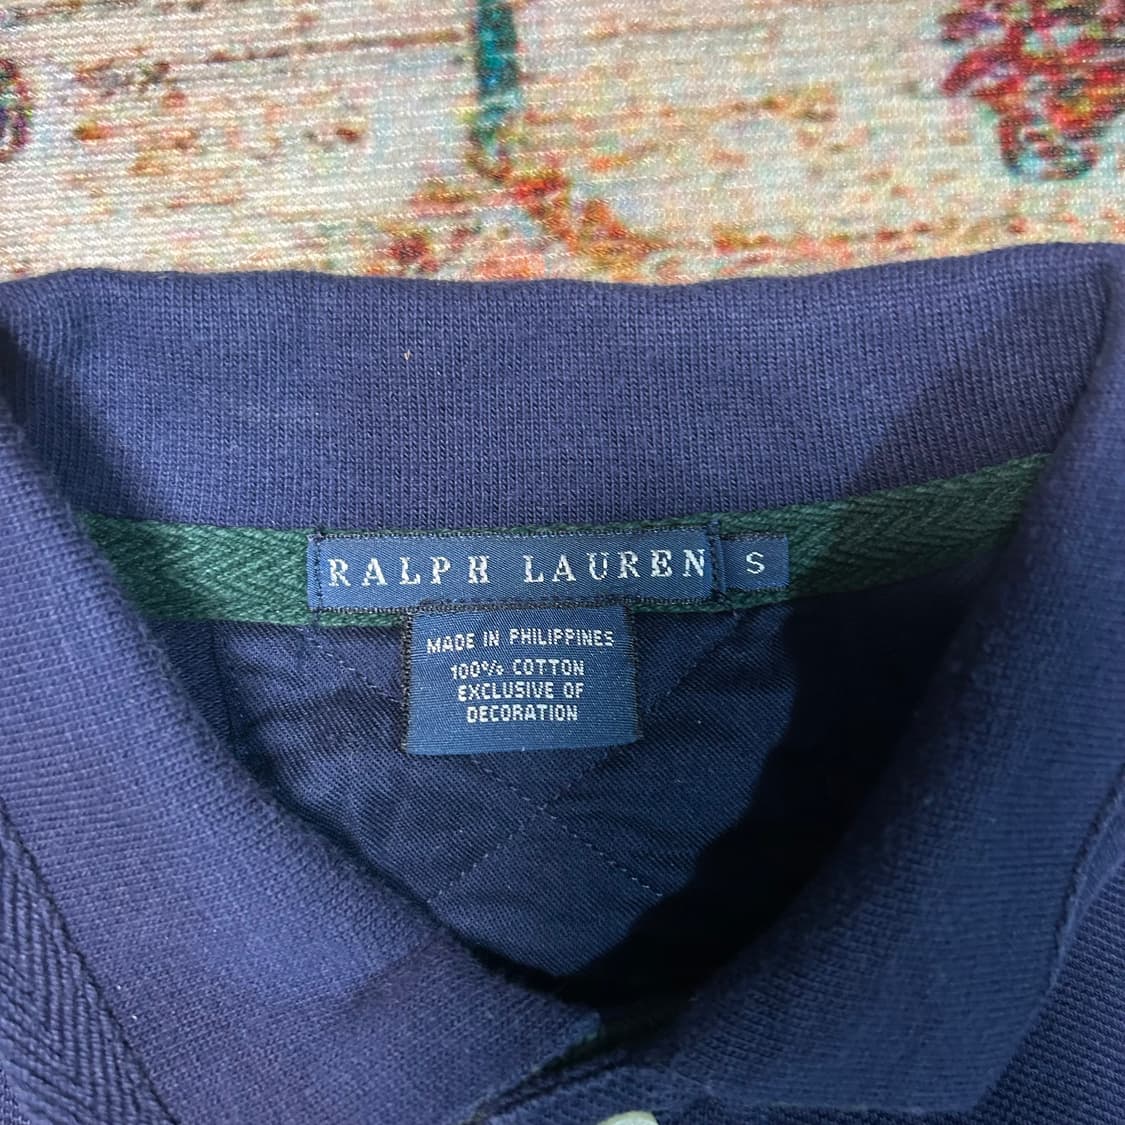 RALPH LAUREN S
MADE IN PHILIPPINES
100% COTTON
EXCLUSIVE OF
DECORATION